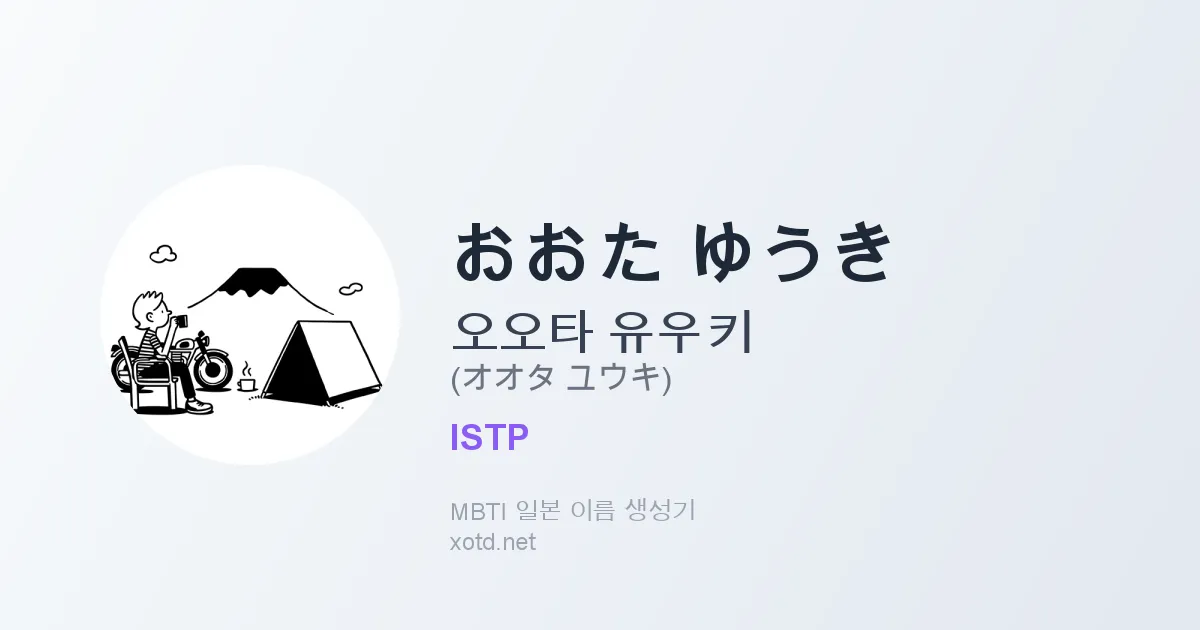 おおた ゆうき
오오타 유우키
(オオタ ユウキ)
ISTP
MBTI 일본 이름 생성기
xotd.net